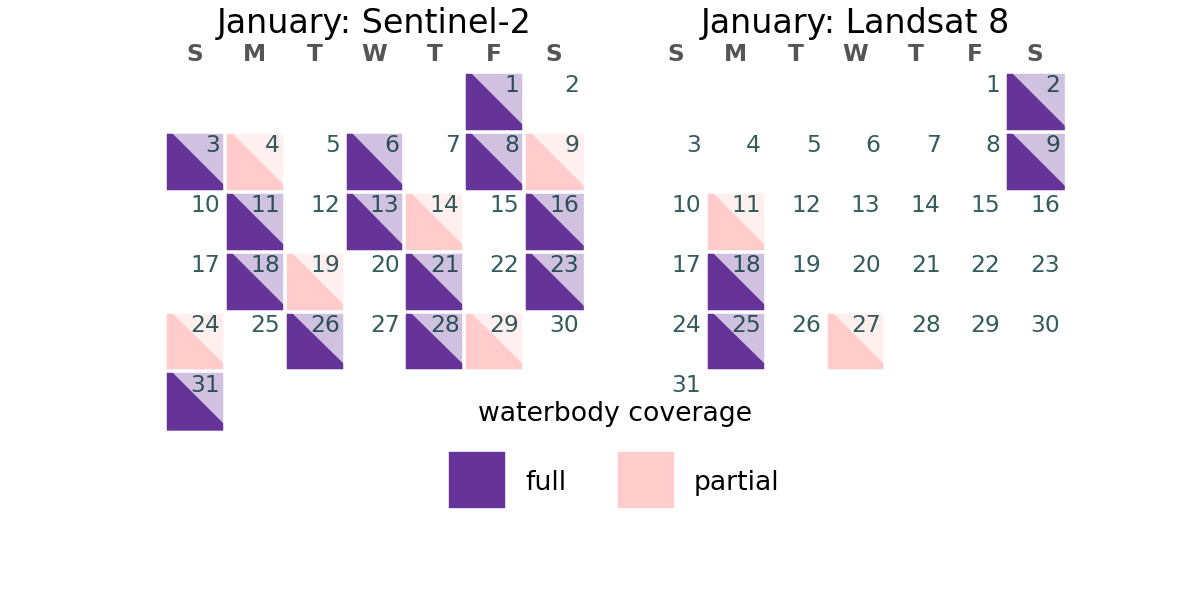 January: Sentinel-2
S M T W T F S
1 2
3 4 5 6 7 8 9
10 11 12 13 14 15 16
17 18 19 20 21 22 23
24 25 26 27 28 29 30
31
January: Landsat 8
S M T W T F S
1 2
3 4 5 6 7 8 9
10 11 12 13 14 15 16
17 18 19 20 21 22 23
24 25 26 27 28 29 30
31
waterbody coverage
full partial